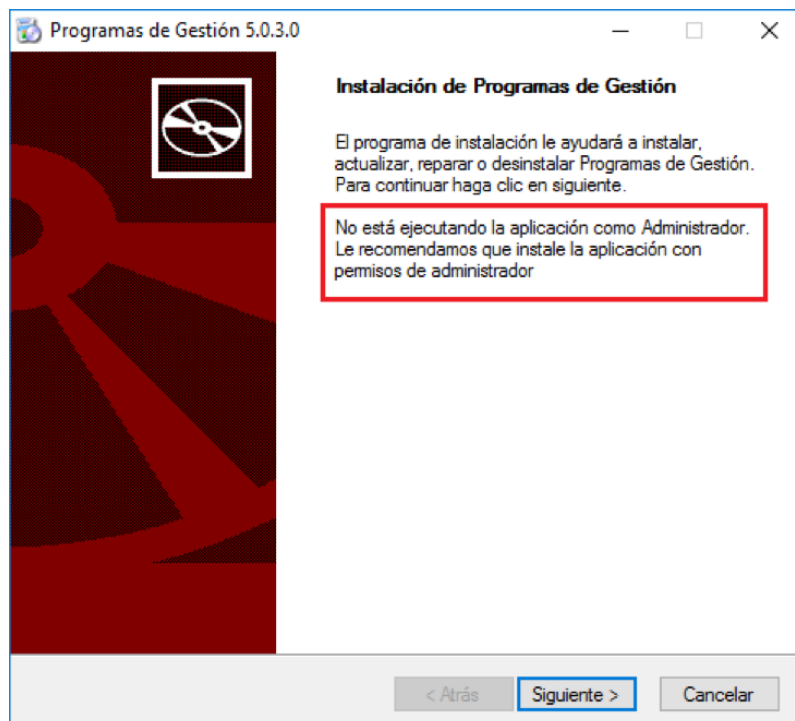 Programas de Gestión 5.0.3.0
Instalación de Programas de Gestión
El programa de instalación le ayudará a instalar,
actualizar, reparar o desinstalar Programas de Gestión.
Para continuar haga clic en siguiente.
No está ejecutando la aplicación como Administrador.
Le recomendamos que instale la aplicación con
permisos de administrador
< Atrás
Siguiente >
Cancelar